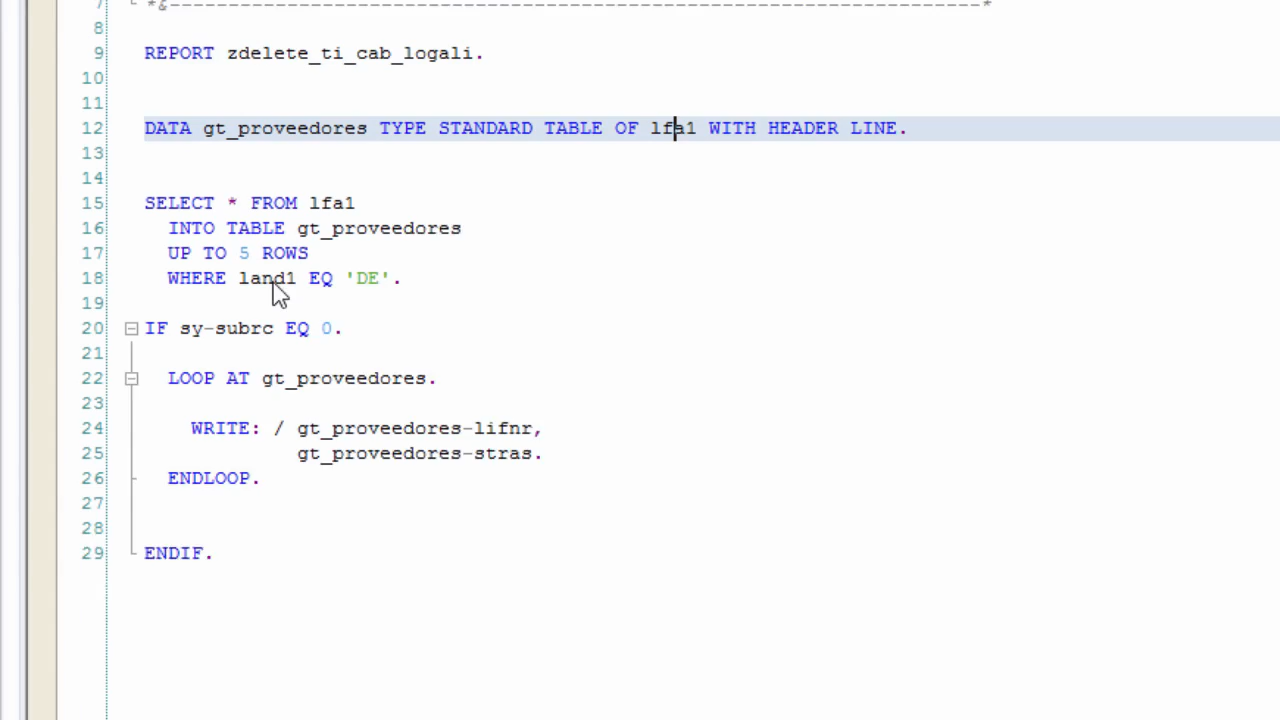 7 *&---------------------------------------------------------------------*
8
9 REPORT zdelete_ti_cab_logali.
10
11
12 DATA gt_proveedores TYPE STANDARD TABLE OF lfa1 WITH HEADER LINE.
13
14
15 SELECT * FROM lfa1
16 INTO TABLE gt_proveedores
17 UP TO 5 ROWS
18 WHERE land1 EQ 'DE'.
19
20 IF sy-subrc EQ 0.
21
22 LOOP AT gt_proveedores.
23
24 WRITE: / gt_proveedores-lifnr,
25 gt_proveedores-stras.
26 ENDLOOP.
27
28
29 ENDIF.